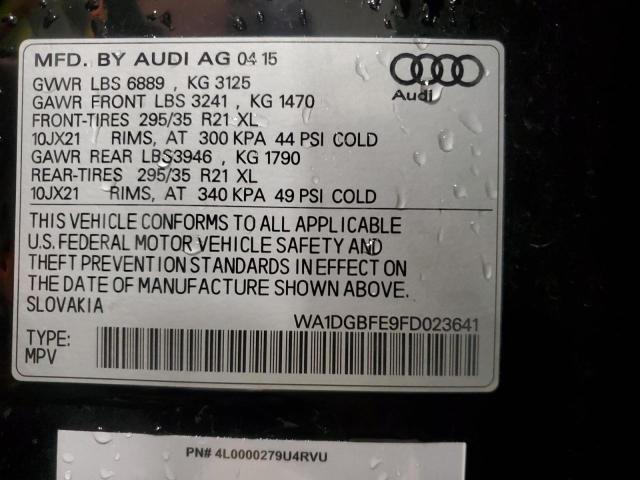 MFD. BY AUDI AG 04 15
GVWR LBS 6889 , KG 3125
GAWR FRONT LBS 3241 , KG 1470
FRONT-TIRES 295/35 R21 XL
10JX21 RIMS, AT 300 KPA 44 PSI COLD
GAWR REAR LBS3946 , KG 1790
REAR-TIRES 295/35 R21 XL
10JX21 RIMS, AT 340 KPA 49 PSI COLD
Audi
THIS VEHICLE CONFORMS TO ALL APPLICABLE
U.S. FEDERAL MOTOR VEHICLE SAFETY AND
THEFT PREVENTION STANDARDS IN EFFECT ON
THE DATE OF MANUFACTURE SHOWN ABOVE.
SLOVAKIA
WA1DGBFE9FD023641
TYPE:
MPV
PN# 4L0000279U4RVU